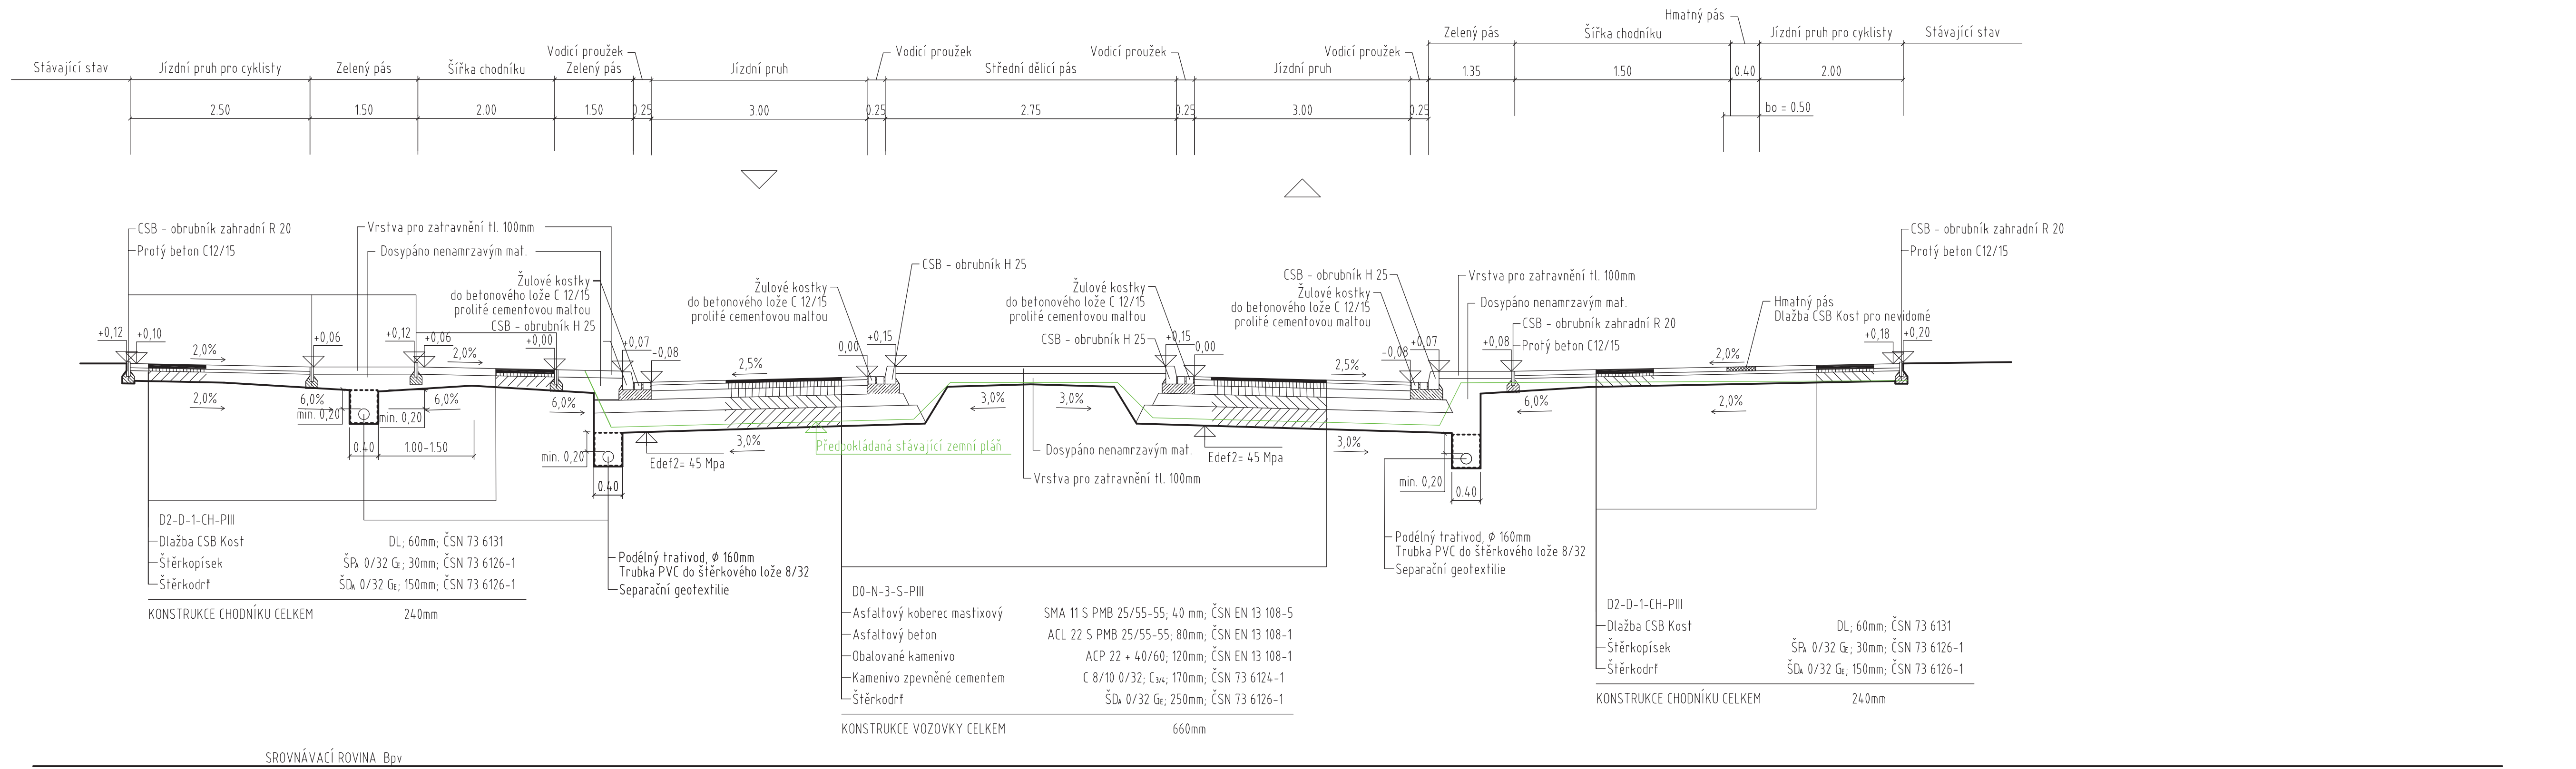 Hmatný pás
Zelený pás
Šířka chodníku
Jízdní pruh pro cyklisty
Stávající stav
Vodicí proužek
Vodicí proužek
Vodicí proužek
Vodicí proužek
Stávající stav
Jízdní pruh pro cyklisty
Zelený pás
Šířka chodníku
Zelený pás
Jízdní pruh
Střední dělicí pás
Jízdní pruh
1.35
1.50
0.40
2.00
2.50
1.50
2.00
1.50
0.25
3.00
0.25
2.75
0.25
3.00
0.25
bo = 0.50
CSB - obrubník zahradní R 20
Protý beton C12/15
Vrstva pro zatravnění tl. 100mm
Dosypáno nenamrzavým mat.
Žulové kostky
do betonového lože C 12/15
prolité cementovou maltou
CSB - obrubník H 25
Žulové kostky
do betonového lože C 12/15
prolité cementovou maltou
CSB - obrubník H 25
Žulové kostky
do betonového lože C 12/15
prolité cementovou maltou
CSB - obrubník H 25
CSB - obrubník H 25
Žulové kostky
do betonového lože C 12/15
prolité cementovou maltou
Vrstva pro zatravnění tl. 100mm
Dosypáno nenamrzavým mat.
CSB - obrubník zahradní R 20
Protý beton C12/15
Hmatný pás
Dlažba CSB Kost pro nevidomé
CSB - obrubník zahradní R 20
Protý beton C12/15
+0,12
+0,10
+0,06
+0,12
+0,06
+0,00
+0,07
-0,08
0,00
+0,15
+0,15
0,00
-0,08
+0,07
+0,08
+0,18
+0,20
2,0%
2,0%
2,5%
2,5%
2,0%
2,0%
6,0%
min. 0,20
min. 0,20
6,0%
6,0%
3,0%
3,0%
6,0%
2,0%
0.40
1.00-1.50
min. 0,20
0.40
Edef2= 45 Mpa
3,0%
Předpokládaná stávající zemní pláň
Dosypáno nenamrzavým mat.
Vrstva pro zatravnění tl. 100mm
Edef2= 45 Mpa
3,0%
min. 0,20
0.40
D2-D-1-CH-PIII
Dlažba CSB Kost DL; 60mm; ČSN 73 6131
Štěrkopísek ŠPA 0/32 GE; 30mm; ČSN 73 6126-1
Štěrkodrť ŠDA 0/32 GE; 150mm; ČSN 73 6126-1
KONSTRUKCE CHODNÍKU CELKEM 240mm
Podélný trativod, Ø 160mm
Trubka PVC do štěrkového lože 8/32
Separační geotextilie
D0-N-3-S-PIII
Asfaltový koberec mastixový SMA 11 S PMB 25/55-55; 40 mm; ČSN EN 13 108-5
Asfaltový beton ACL 22 S PMB 25/55-55; 80mm; ČSN EN 13 108-1
Obalované kamenivo ACP 22 + 40/60; 120mm; ČSN EN 13 108-1
Kamenivo zpevněné cementem C 8/10 0/32; C3/4; 170mm; ČSN 73 6124-1
Štěrkodrť ŠDA 0/32 GE; 250mm; ČSN 73 6126-1
KONSTRUKCE VOZOVKY CELKEM 660mm
Podélný trativod, Ø 160mm
Trubka PVC do štěrkového lože 8/32
Separační geotextilie
D2-D-1-CH-PIII
Dlažba CSB Kost DL; 60mm; ČSN 73 6131
Štěrkopísek ŠPA 0/32 GE; 30mm; ČSN 73 6126-1
Štěrkodrť ŠDA 0/32 GE; 150mm; ČSN 73 6126-1
KONSTRUKCE CHODNÍKU CELKEM 240mm
SROVNÁVACÍ ROVINA Bpv